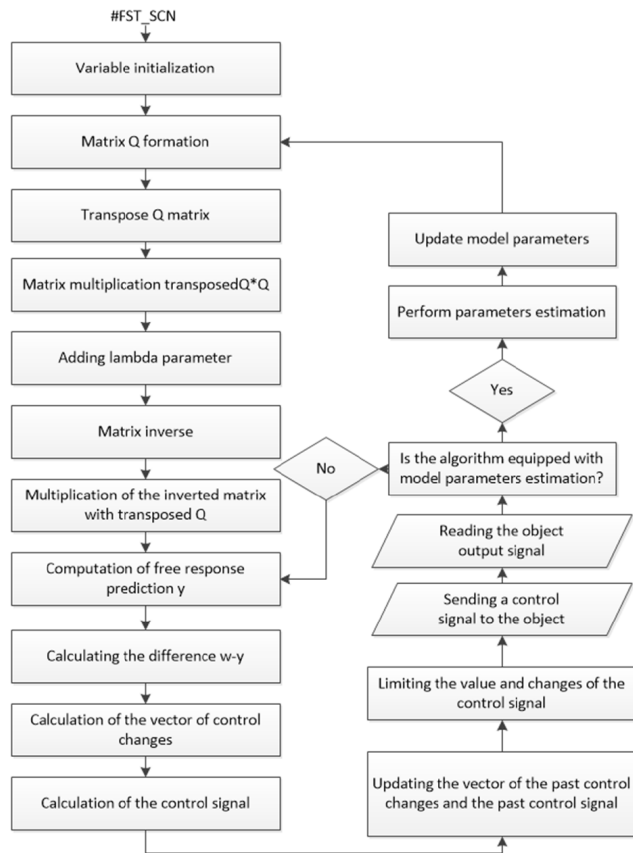 #FST_SCN
Variable initialization
Matrix Q formation
Transpose Q matrix
Matrix multiplication transposedQ*Q
Adding lambda parameter
Matrix inverse
Multiplication of the inverted matrix
with transposed Q
Computation of free response
prediction y
Calculating the difference w-y
Calculation of the vector of control
changes
Calculation of the control signal
Updating the vector of the past control
changes and the past control signal
Limiting the value and changes of the
control signal
Sending a control
signal to the object
Reading the object
output signal
Is the algorithm equipped with
model parameters estimation?
No
Yes
Perform parameters estimation
Update model parameters